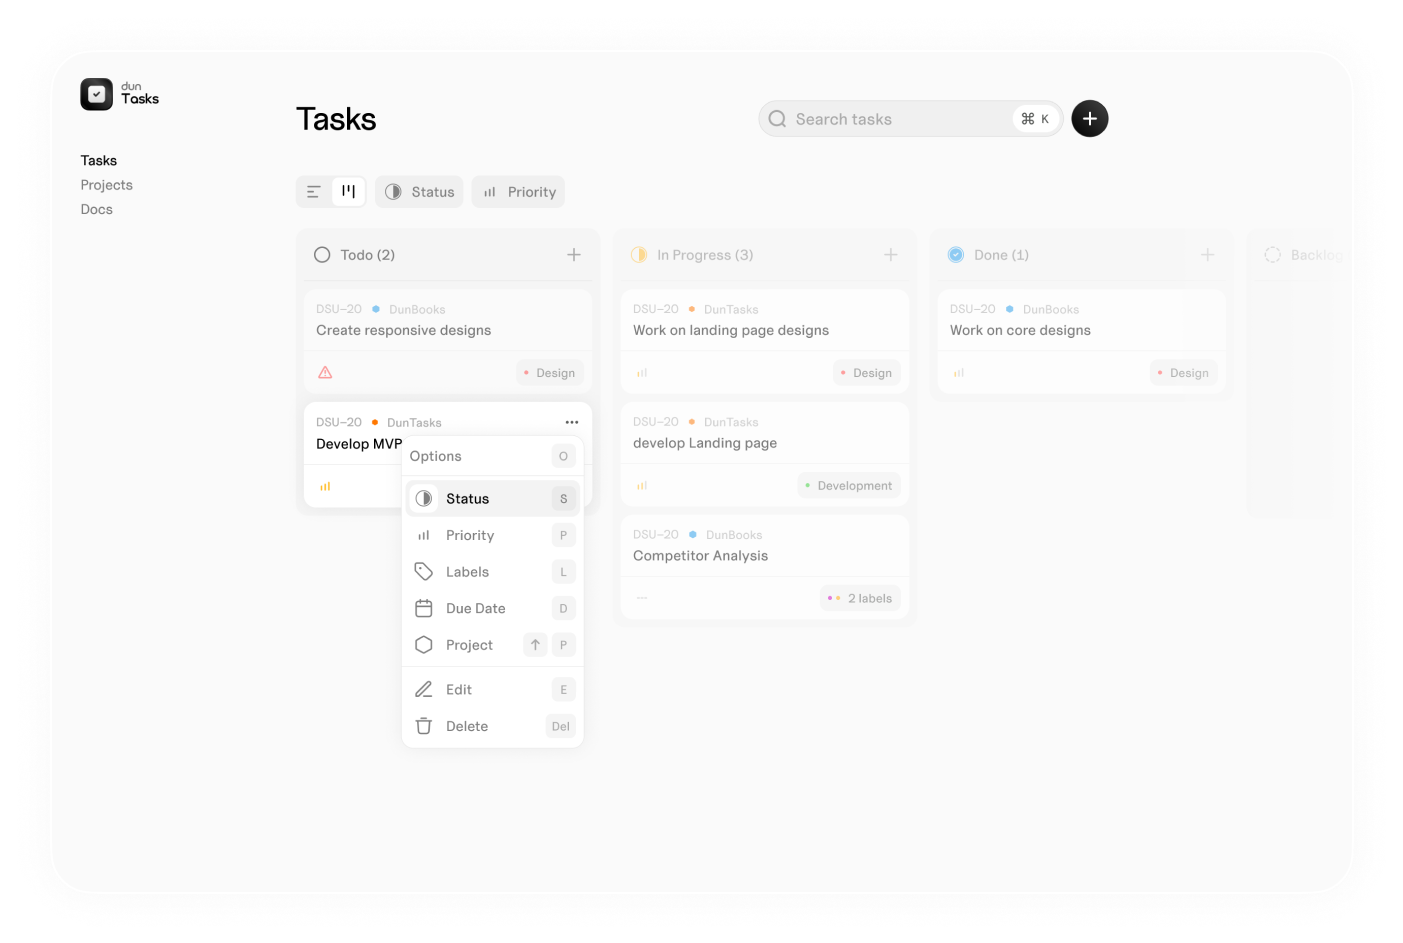 dun
Tasks
Tasks
Projects
Docs
Tasks
Search tasks
⌘ K
Status
Priority
Todo (2)
DSU–20 DunBooks
Create responsive designs
Design
DSU–20 DunTasks
Develop MVP
Options O
Status S
Priority P
Labels L
Due Date D
Project ↑ P
Edit E
Delete Del
In Progress (3)
DSU–20 DunTasks
Work on landing page designs
Design
DSU–20 DunTasks
develop Landing page
Development
DSU–20 DunBooks
Competitor Analysis
2 labels
Done (1)
DSU–20 DunBooks
Work on core designs
Design
Backlog